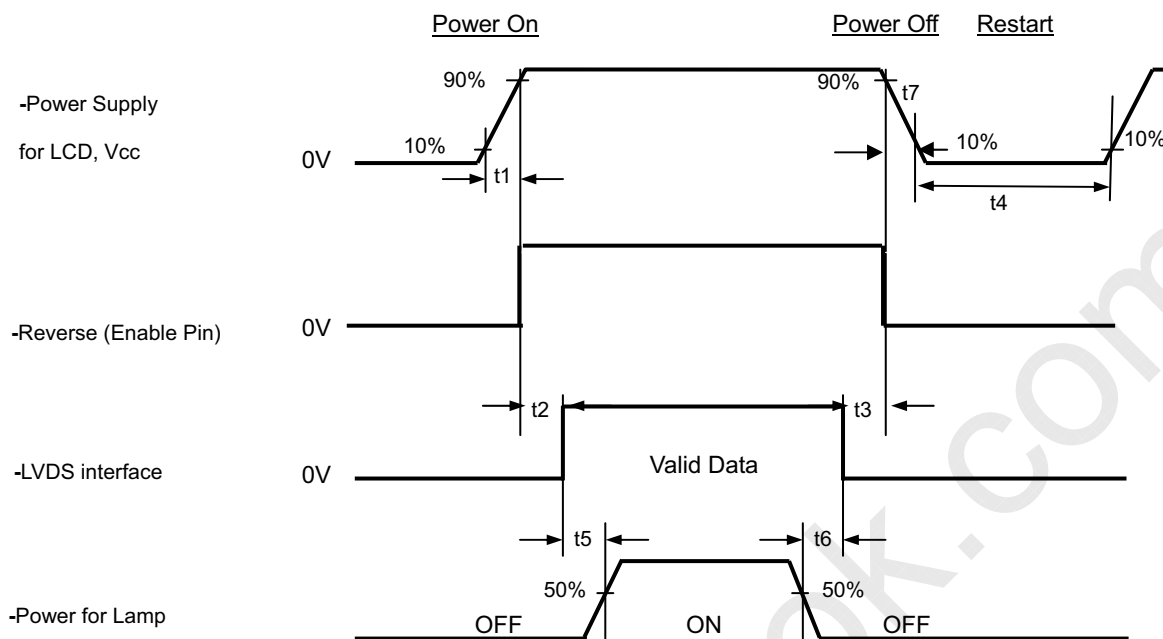 Power On
Power Off
Restart
-Power Supply
for LCD, Vcc
90%
10%
0V
t1
90%
t7
10%
10%
t4
-Reverse (Enable Pin)
0V
t2
t3
-LVDS interface
0V
Valid Data
t5
t6
50%
50%
-Power for Lamp
OFF
ON
OFF
ok.com